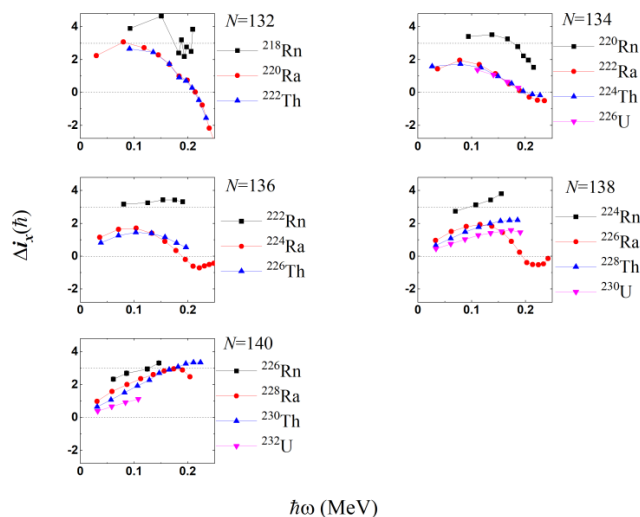 N=132
4
2
0
-2
²¹⁸Rn
²²⁰Ra
²²²Th
0 0.1 0.2
N=134
4
2
0
-2
²²⁰Rn
²²²Ra
²²⁴Th
²²⁶U
0 0.1 0.2
Δiₓ(ℏ)
N=136
4
2
0
-2
²²²Rn
²²⁴Ra
²²⁶Th
0 0.1 0.2
N=138
4
2
0
-2
²²⁴Rn
²²⁶Ra
²²⁸Th
²³⁰U
0 0.1 0.2
N=140
4
2
0
-2
²²⁶Rn
²²⁸Ra
²³⁰Th
²³²U
0 0.1 0.2
ℏω (MeV)